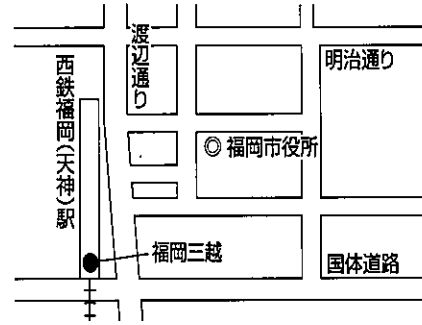 渡辺通り
明治通り
西鉄福岡(天神)駅
◎福岡市役所
福岡三越
国体道路